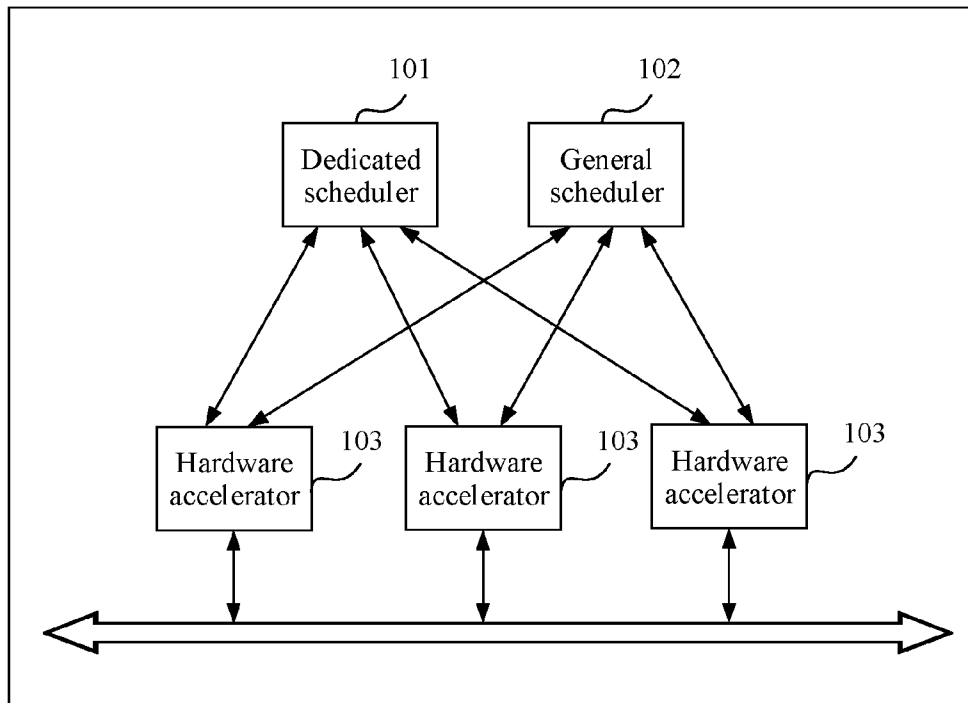 101
102
Dedicated
scheduler
General
scheduler
103
103
103
Hardware
accelerator
Hardware
accelerator
Hardware
accelerator